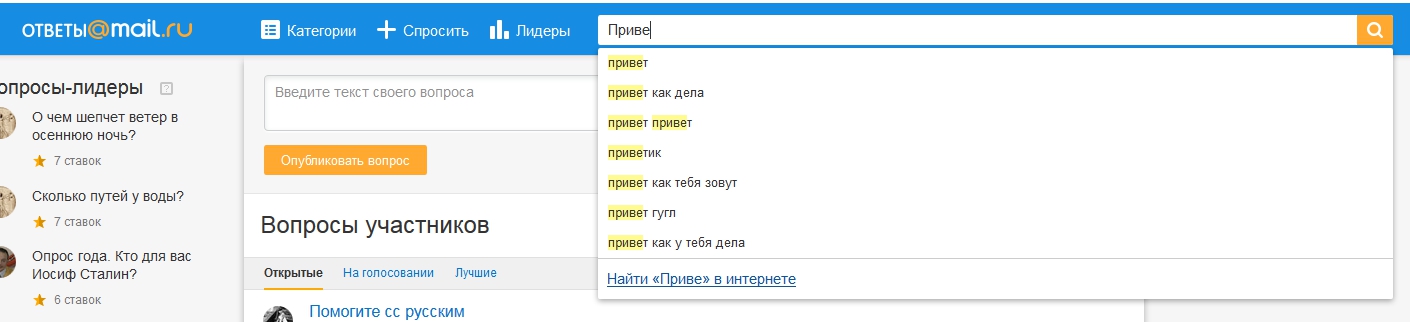 ОТВЕТЫ@mail.ru
Категории
Спросить
Лидеры
Приве
привет
привет как дела
привет привет
приветик
привет как тебя зовут
привет гугл
привет как у тебя дела
Найти «Приве» в интернете
опросы-лидеры ?
О чем шепчет ветер в
осеннюю ночь?
7 ставок
Сколько путей у воды?
7 ставок
Опрос года. Кто для вас
Иосиф Сталин?
6 ставок
Введите текст своего вопроса
Опубликовать вопрос
Вопросы участников
Открытые На голосовании Лучшие
Помогите сс русским